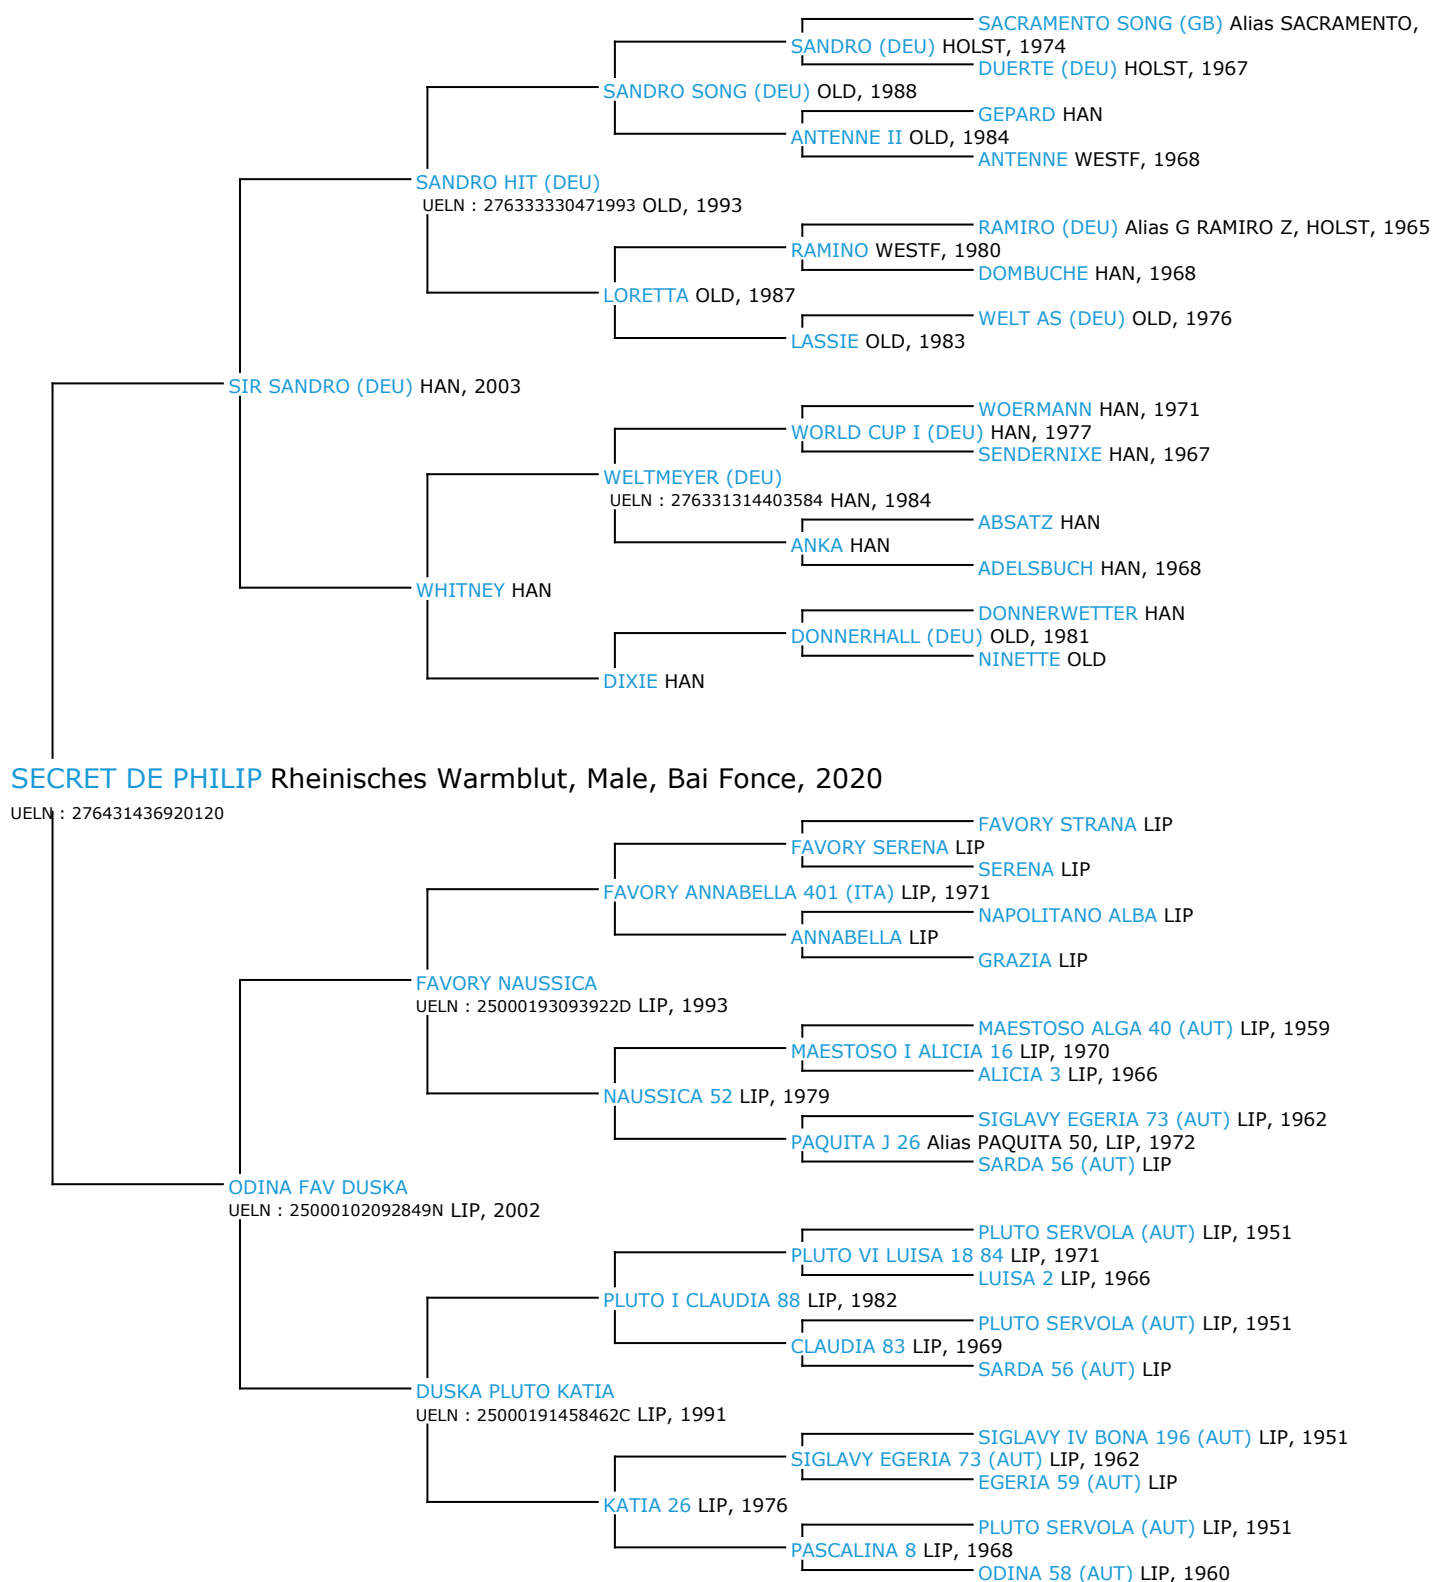 SACRAMENTO SONG (GB) Alias SACRAMENTO,
SANDRO (DEU) HOLST, 1974
DUERTE (DEU) HOLST, 1967
SANDRO SONG (DEU) OLD, 1988
GEPARD HAN
ANTENNE II OLD, 1984
ANTENNE WESTF, 1968
SANDRO HIT (DEU)
UELN : 276333330471993 OLD, 1993
RAMIRO (DEU) Alias G RAMIRO Z, HOLST, 1965
RAMINO WESTF, 1980
DOMBUCHE HAN, 1968
LORETTA OLD, 1987
WELT AS (DEU) OLD, 1976
LASSIE OLD, 1983
SIR SANDRO (DEU) HAN, 2003
WOERMANN HAN, 1971
WORLD CUP I (DEU) HAN, 1977
SENDERNIXE HAN, 1967
WELTMEYER (DEU)
UELN : 276331314403584 HAN, 1984
ABSATZ HAN
ANKA HAN
ADELSBUCH HAN, 1968
WHITNEY HAN
DONNERWETTER HAN
DONNERHALL (DEU) OLD, 1981
NINETTE OLD
DIXIE HAN
SECRET DE PHILIP Rheinisches Warmblut, Male, Bai Fonce, 2020
UELN : 276431436920120
FAVORY STRANA LIP
FAVORY SERENA LIP
SERENA LIP
FAVORY ANNABELLA 401 (ITA) LIP, 1971
NAPOLITANO ALBA LIP
ANNABELLA LIP
GRAZIA LIP
FAVORY NAUSSICA
UELN : 25000193093922D LIP, 1993
MAESTOSO ALGA 40 (AUT) LIP, 1959
MAESTOSO I ALICIA 16 LIP, 1970
ALICIA 3 LIP, 1966
NAUSSICA 52 LIP, 1979
SIGLAVY EGERIA 73 (AUT) LIP, 1962
PAQUITA J 26 Alias PAQUITA 50, LIP, 1972
SARDA 56 (AUT) LIP
ODINA FAV DUSKA
UELN : 25000102092849N LIP, 2002
PLUTO SERVOLA (AUT) LIP, 1951
PLUTO VI LUISA 18 84 LIP, 1971
LUISA 2 LIP, 1966
PLUTO I CLAUDIA 88 LIP, 1982
PLUTO SERVOLA (AUT) LIP, 1951
CLAUDIA 83 LIP, 1969
SARDA 56 (AUT) LIP
DUSKA PLUTO KATIA
UELN : 25000191458462C LIP, 1991
SIGLAVY IV BONA 196 (AUT) LIP, 1951
SIGLAVY EGERIA 73 (AUT) LIP, 1962
EGERIA 59 (AUT) LIP
KATIA 26 LIP, 1976
PLUTO SERVOLA (AUT) LIP, 1951
PASCALINA 8 LIP, 1968
ODINA 58 (AUT) LIP, 1960